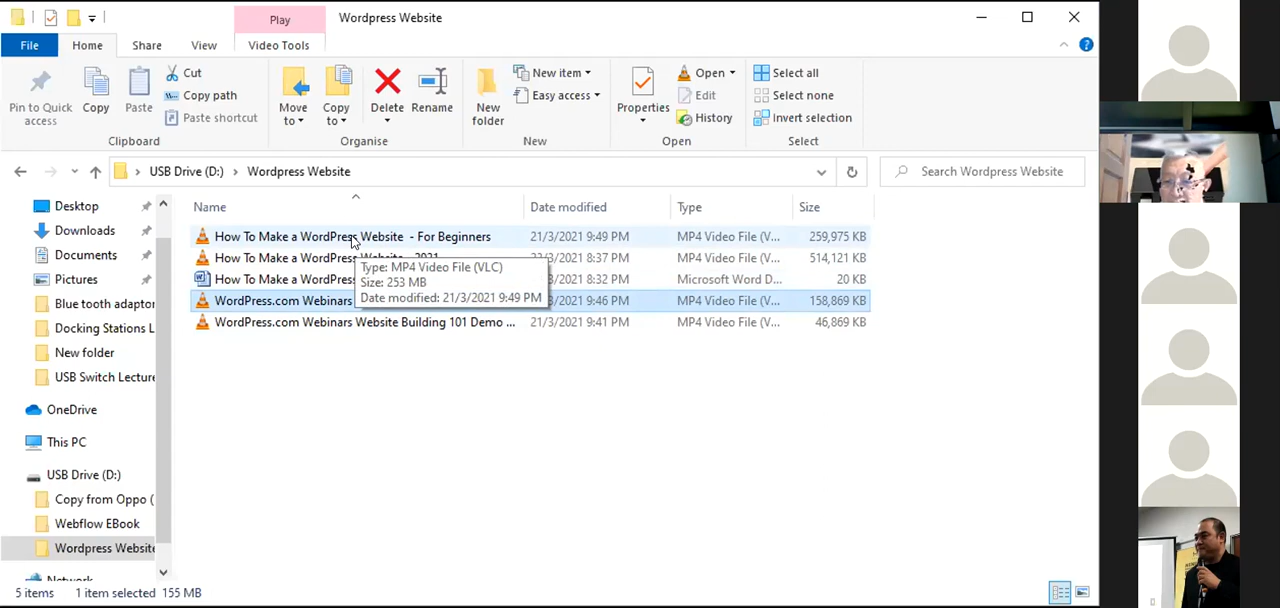 Play
Wordpress Website
File
Home
Share
View
Video Tools
Pin to Quick access
Copy
Paste
Cut
Copy path
Paste shortcut
Clipboard
Move to
Copy to
Delete
Rename
Organise
New folder
New item
Easy access
New
Properties
Open
Edit
History
Open
Select all
Select none
Invert selection
Select
USB Drive (D:) Wordpress Website
Search Wordpress Website
Name Date modified Type Size
How To Make a WordPress Website - For Beginners 21/3/2021 9:49 PM MP4 Video File (V... 259,975 KB
How To Make a WordPress Website - 2021 8:37 PM MP4 Video File (V... 514,121 KB
How To Make a WordPress 8:32 PM Microsoft Word D... 20 KB
WordPress.com Webinars 9:46 PM MP4 Video File (V... 158,869 KB
WordPress.com Webinars Website Building 101 Demo ... 21/3/2021 9:41 PM MP4 Video File (V... 46,869 KB
Type: MP4 Video File (VLC)
Size: 253 MB
Date modified: 21/3/2021 9:49 PM
Desktop
Downloads
Documents
Pictures
Blue tooth adaptor
Docking Stations L
New folder
USB Switch Lecture
OneDrive
This PC
USB Drive (D:)
Copy from Oppo (
Webflow EBook
Wordpress Website
Network
5 items 1 item selected 155 MB